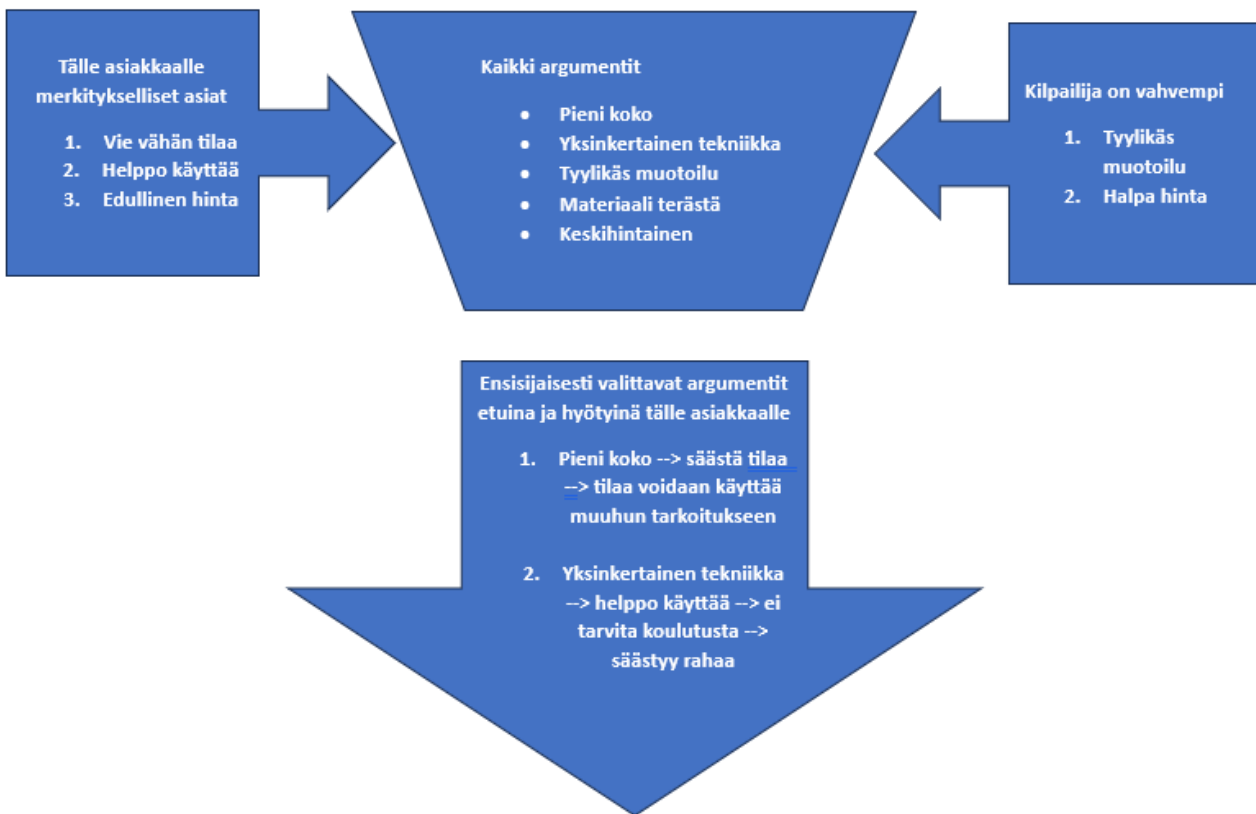 Tälle asiakkaalle
merkitykselliset asiat
1. Vie vähän tilaa
2. Helppo käyttää
3. Edullinen hinta
Kaikki argumentit
• Pieni koko
• Yksinkertainen tekniikka
• Tyylikäs muotoilu
• Materiaali terästä
• Keskihintainen
Kilpailija on vahvempi
1. Tyylikäs
muotoilu
2. Halpa hinta
Ensisijaisesti valittavat argumentit
etuina ja hyötyinä tälle asiakkaalle
1. Pieni koko --> säästä tilaa
--> tilaa voidaan käyttää
muuhun tarkoitukseen
2. Yksinkertainen tekniikka
--> helppo käyttää --> ei
tarvita koulutusta -->
säästyy rahaa